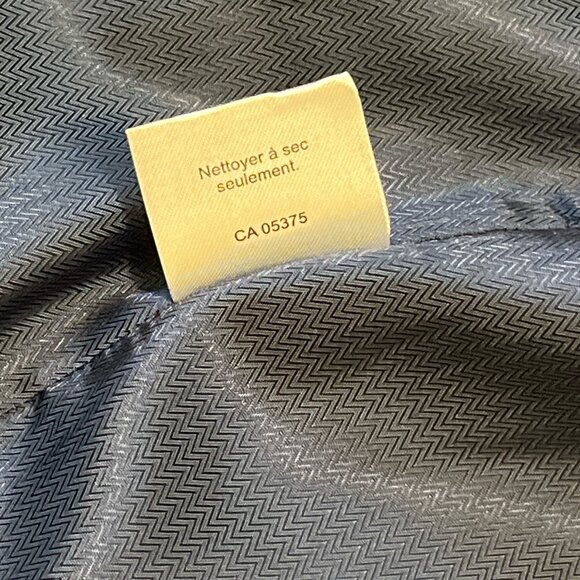 Nettoyer à sec
seulement.
CA 05375